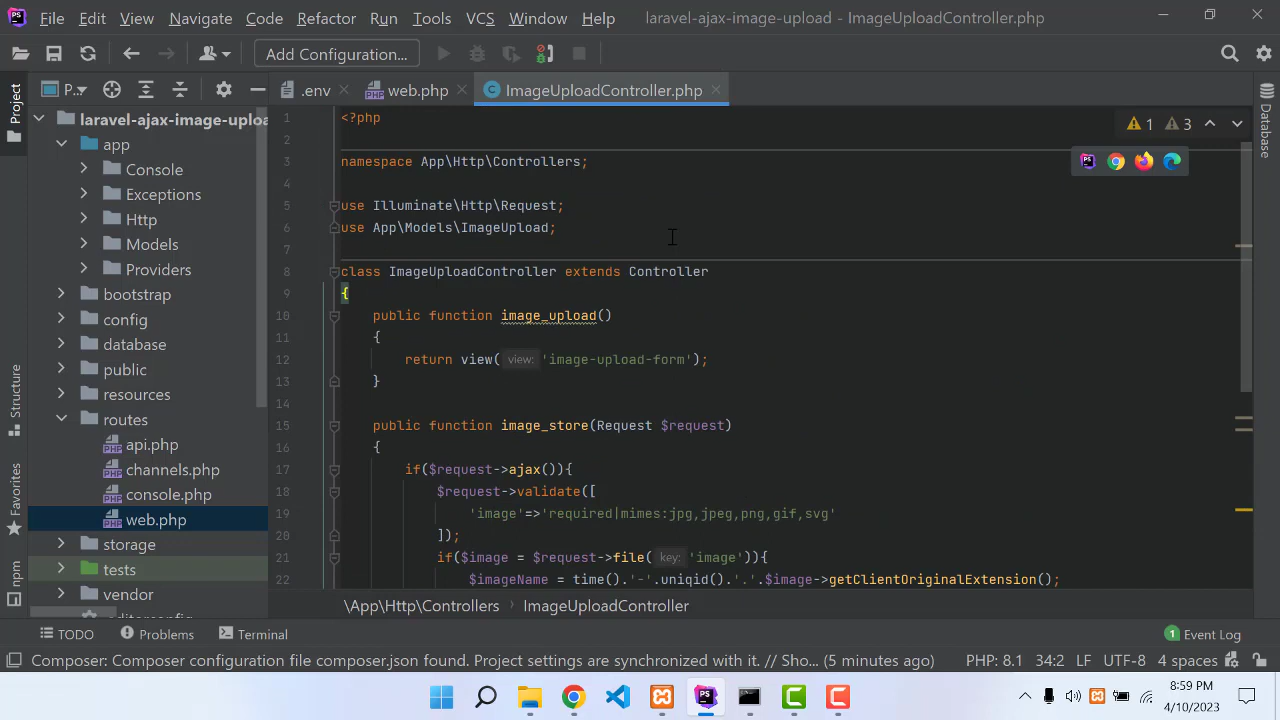 File Edit View Navigate Code Refactor Run Tools VCS Window Help laravel-ajax-image-upload - ImageUploadController.php
Add Configuration...
P.. .env web.php ImageUploadController.php
Project
Structure
Favorites
npm
Database
laravel-ajax-image-uploa
app
Console
Exceptions
Http
Models
Providers
bootstrap
config
database
public
resources
routes
api.php
channels.php
console.php
web.php
storage
tests
vendor
.editorconfig
1 3
1 <?php
2
3 namespace App\Http\Controllers;
4
5 use Illuminate\Http\Request;
6 use App\Models\ImageUpload;
7
8 class ImageUploadController extends Controller
9 {
10 public function image_upload()
11 {
12 return view( view: 'image-upload-form');
13 }
14
15 public function image_store(Request $request)
16 {
17 if($request->ajax()){
18 $request->validate([
19 'image'=>'required|mimes:jpg,jpeg,png,gif,svg'
20 ]);
21 if($image = $request->file( key: 'image')){
22 $imageName = time().'-'.uniqid().'.'.$image->getClientOriginalExtension();
\App\Http\Controllers ImageUploadController
TODO Problems Terminal 1 Event Log
Composer: Composer configuration file composer.json found. Project settings are synchronized with it. // Sho... (5 minutes ago) PHP: 8.1 34:2 LF UTF-8 4 spaces
8:59 PM
4/10/2023